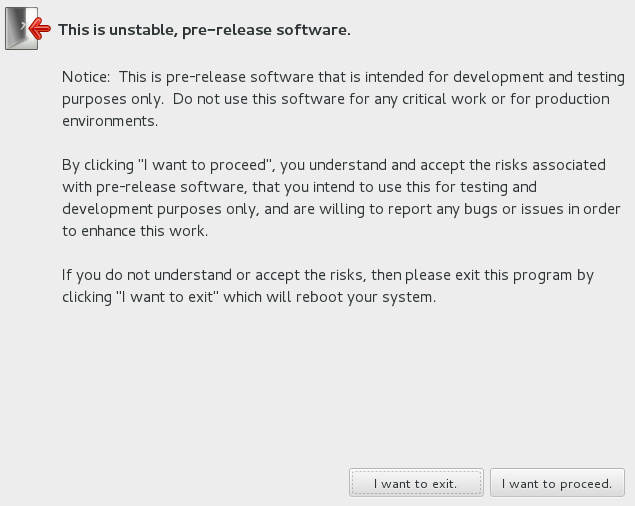 This is unstable, pre-release software.
Notice:  This is pre-release software that is intended for development and testing
purposes only.  Do not use this software for any critical work or for production
environments.
By clicking "I want to proceed", you understand and accept the risks associated
with pre-release software, that you intend to use this for testing and
development purposes only, and are willing to report any bugs or issues in order
to enhance this work.
If you do not understand or accept the risks, then please exit this program by
clicking "I want to exit" which will reboot your system.
I want to exit.
I want to proceed.